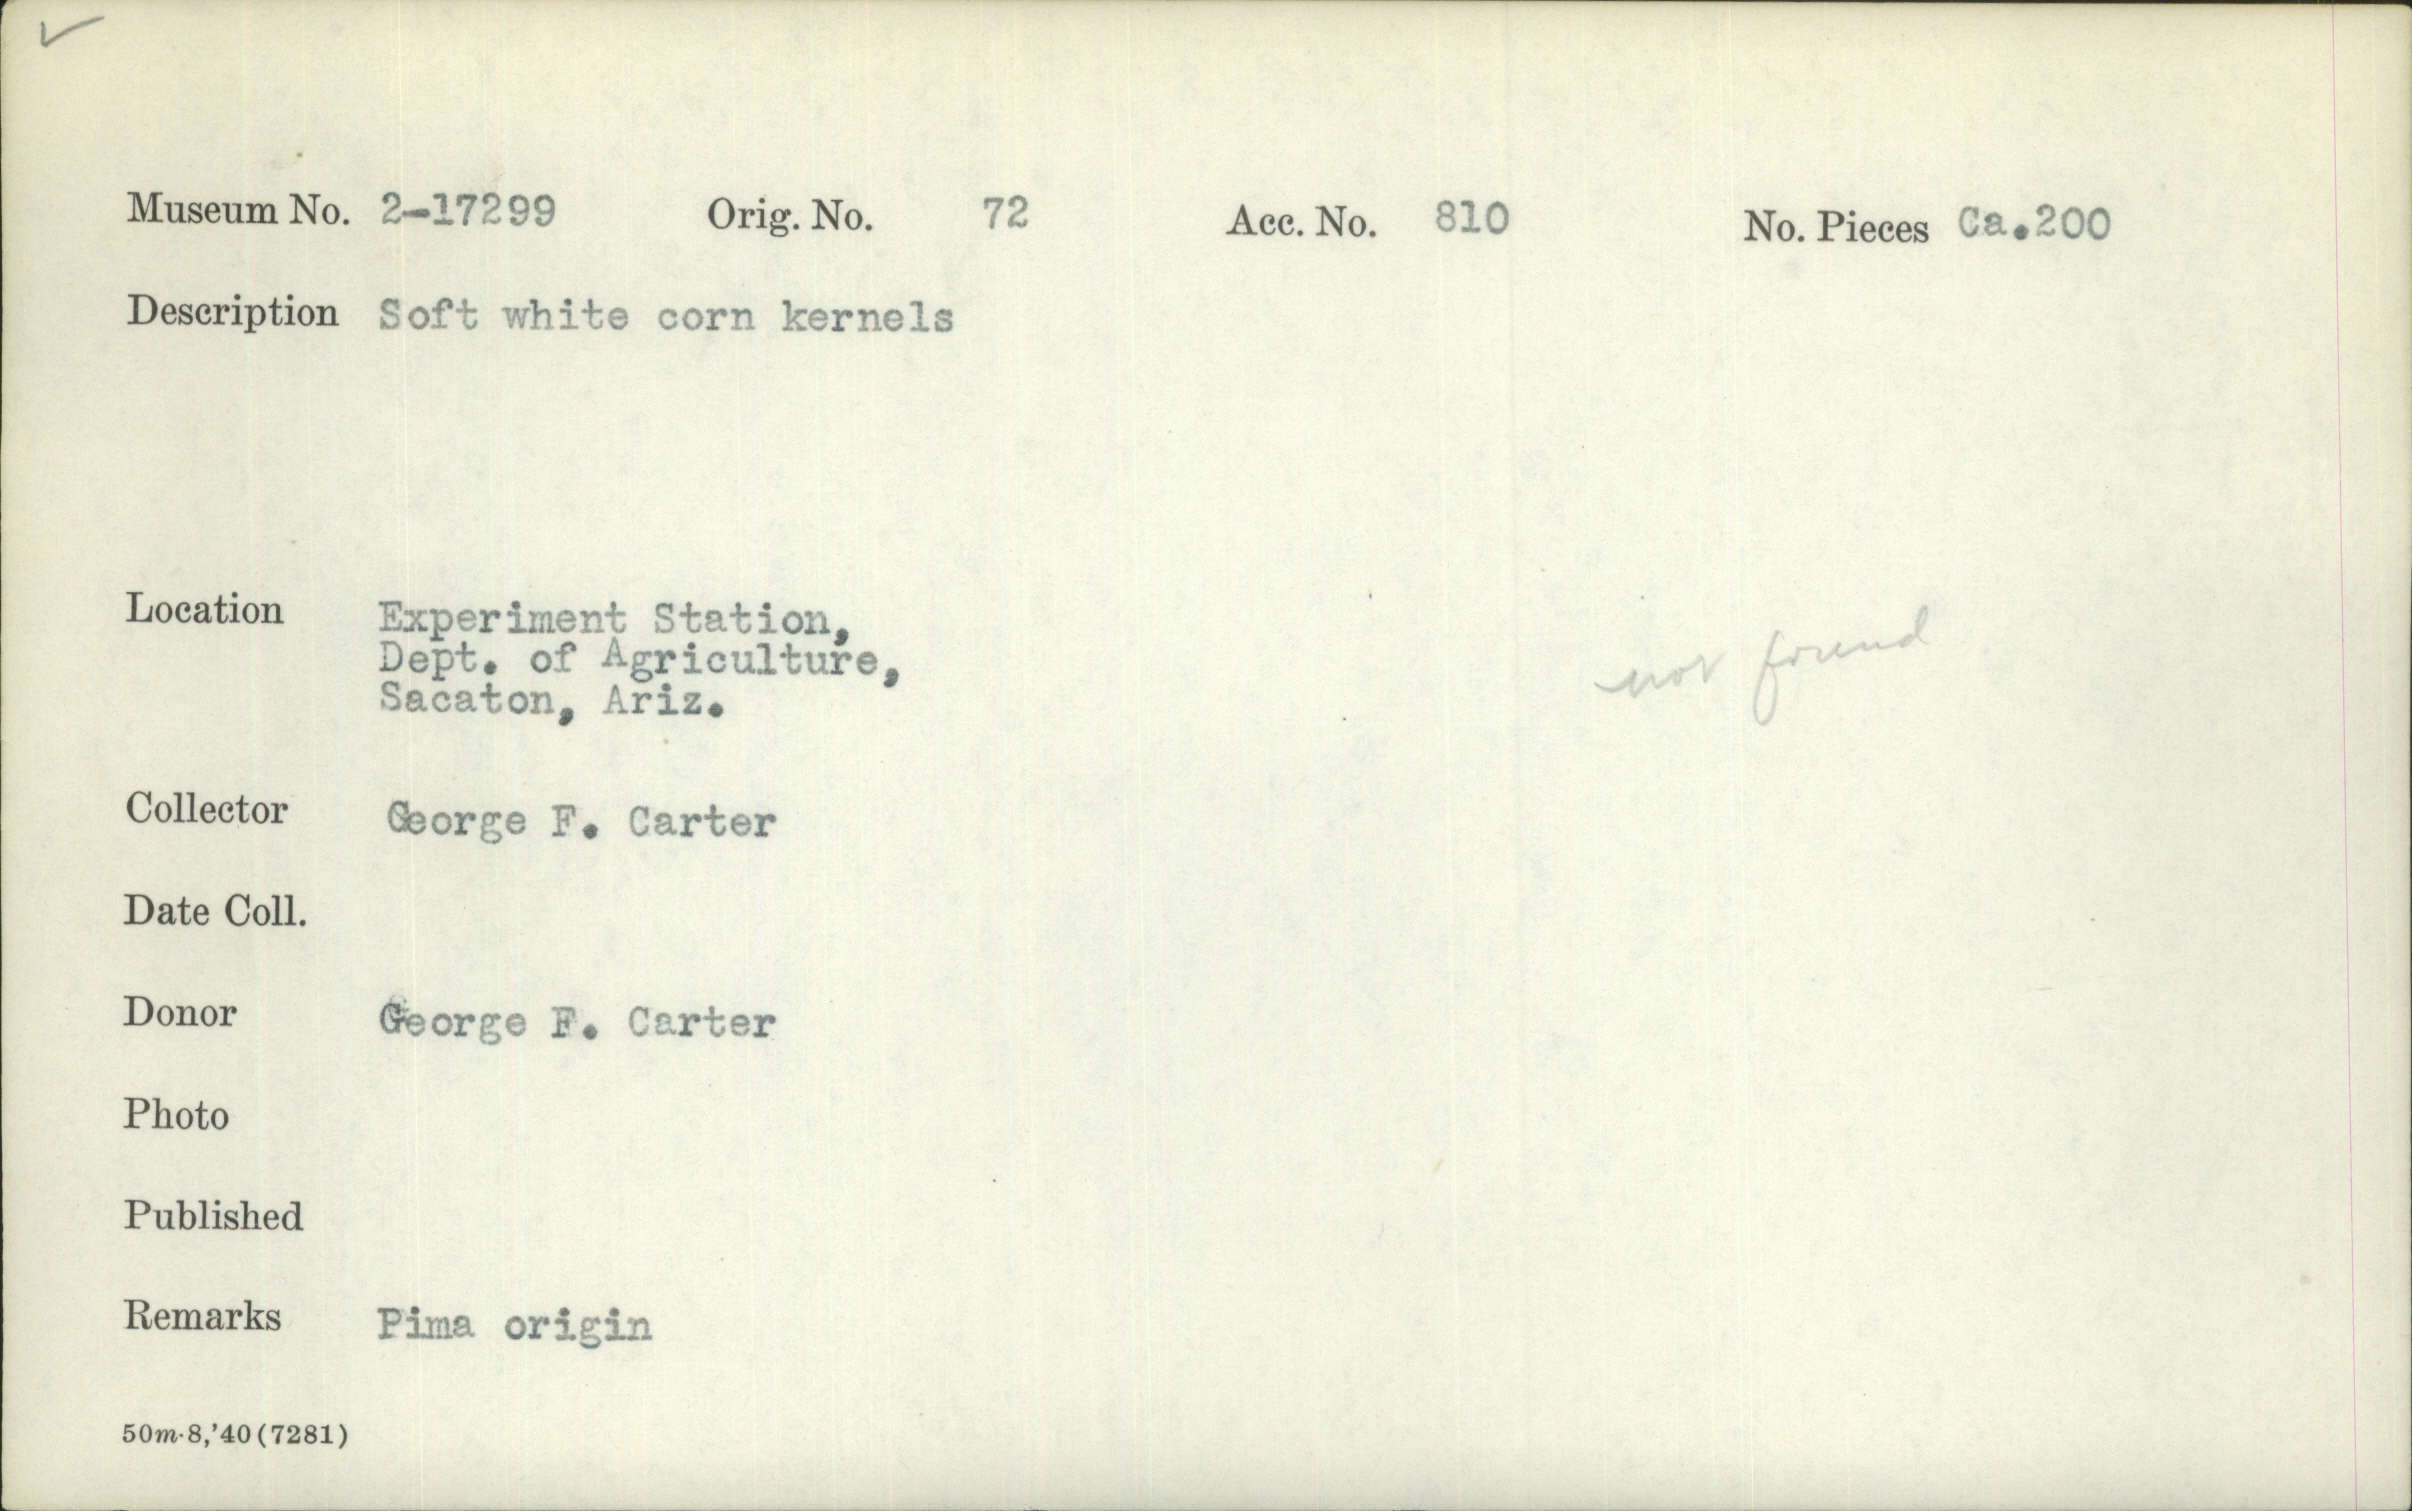 Museum No. 2-17299 Orig. No. 72 Acc. No. 810 No. Pieces Ca.200
Description Soft white corn kernels
Location Experiment Station,
Dept. of Agriculture,
Sacaton, Ariz.
not found
Collector George F. Carter
Date Coll.
Donor George F. Carter
Photo
Published
Remarks Pima origin
50m-8,'40(7281)